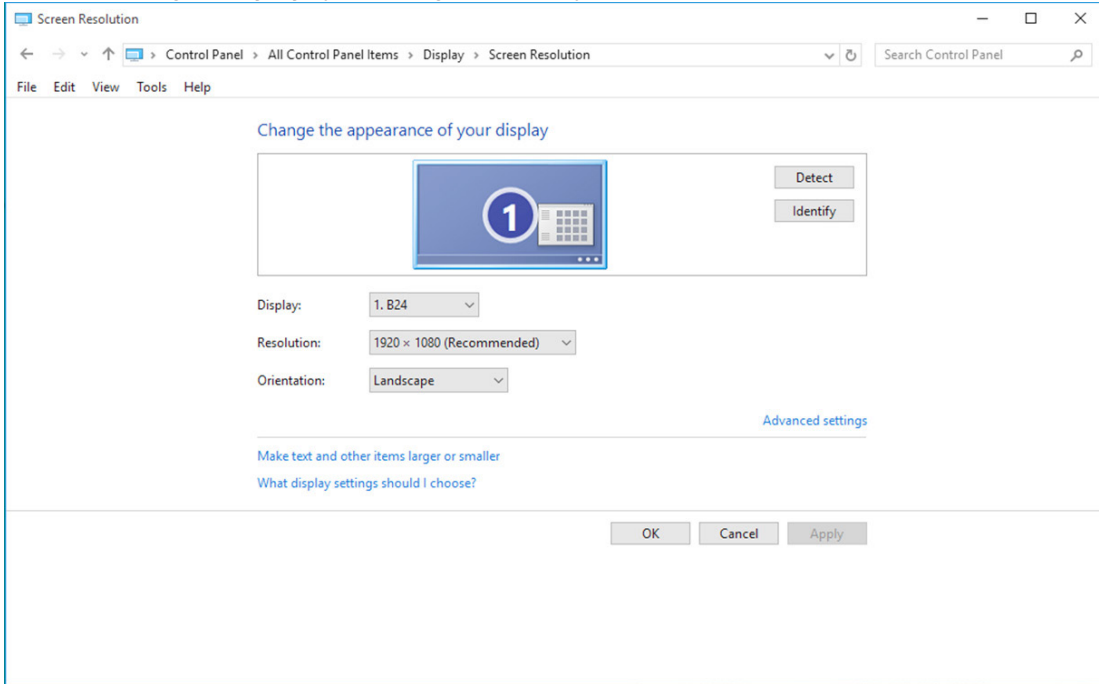 Screen Resolution
Control Panel > All Control Panel Items > Display > Screen Resolution
Search Control Panel
File Edit View Tools Help
Change the appearance of your display
1
Detect
Identify
Display: 1. B24
Resolution: 1920 × 1080 (Recommended)
Orientation: Landscape
Advanced settings
Make text and other items larger or smaller
What display settings should I choose?
OK Cancel Apply